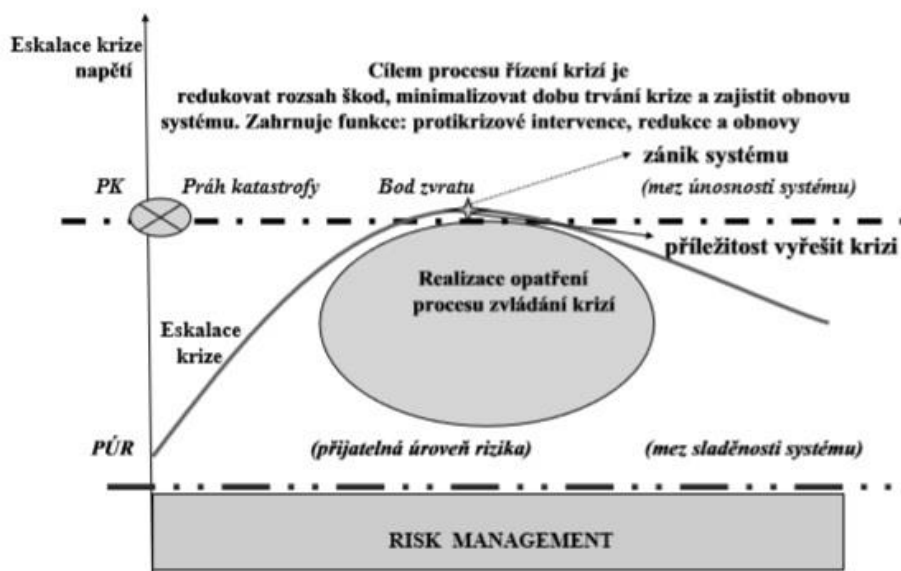 Eskalace krize
napětí
Cílem procesu řízení krizí je
redukovat rozsah škod, minimalizovat dobu trvání krize a zajistit obnovu
systému. Zahrnuje funkce: protikrizové intervence, redukce a obnovy
zánik systému
PK Práh katastrofy Bod zvratu (mez únosnosti systému)
příležitost vyřešit krizi
Realizace opatření
procesu zvládání krizí
Eskalace
krize
PÚR (přijatelná úroveň rizika) (mez sladěnosti systému)
RISK MANAGEMENT